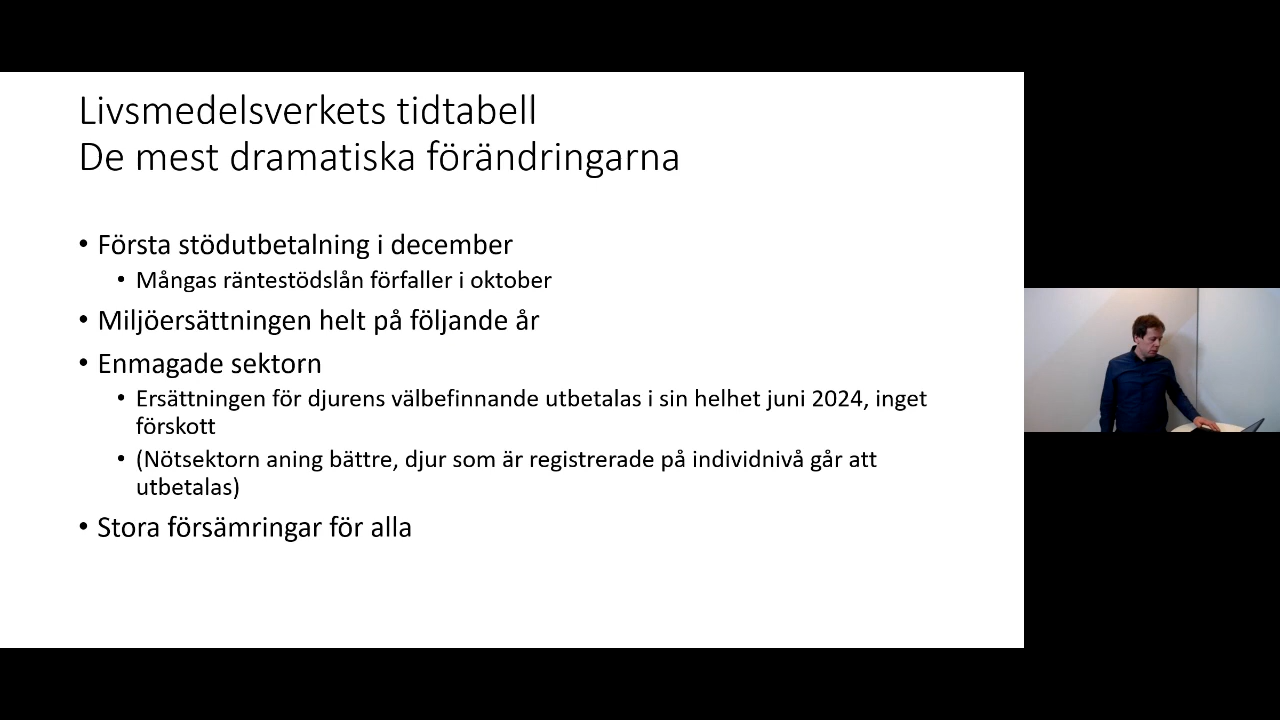 Livsmedelsverkets tidtabell
De mest dramatiska förändringarna
• Första stödutbetalning i december
• Mångas räntestödslån förfaller i oktober
• Miljöersättningen helt på följande år
• Enmagade sektorn
• Ersättningen för djurens välbefinnande utbetalas i sin helhet juni 2024, inget
förskott
• (Nötsektorn aning bättre, djur som är registrerade på individnivå går att
utbetalas)
• Stora försämringar för alla